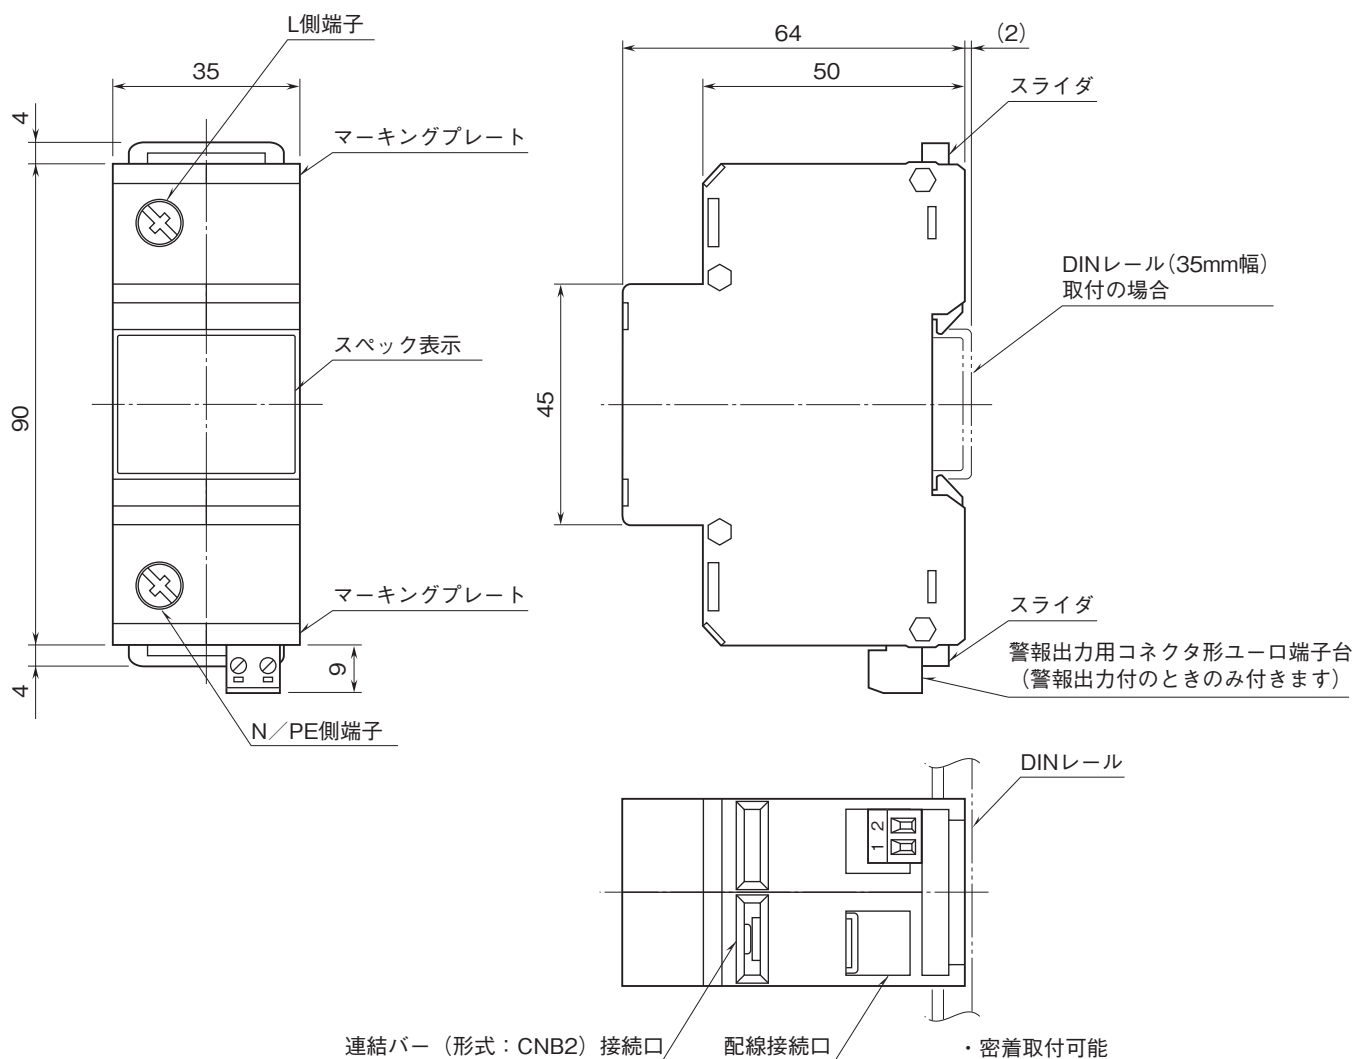 L側端子
64
(2)
35
50
スライダ
4
マーキングプレート
DINレール(35mm幅)
取付の場合
スペック表示
90
45
マーキングプレート
スライダ
9
警報出力用コネクタ形ユーロ端子台
(警報出力付のときのみ付きます)
4
N／PE側端子
DINレール
2
1
連結バー（形式：CNB2）接続口
配線接続口
・密着取付可能